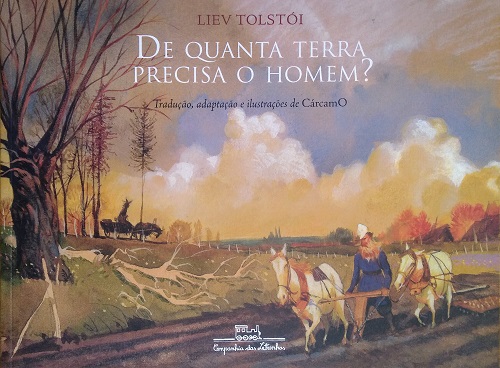 LIEV TOLSTÓI
DE QUANTA TERRA
PRECISA O HOMEM?
Tradução, adaptação e ilustrações de CárcamO
Companhia das Letrinhas